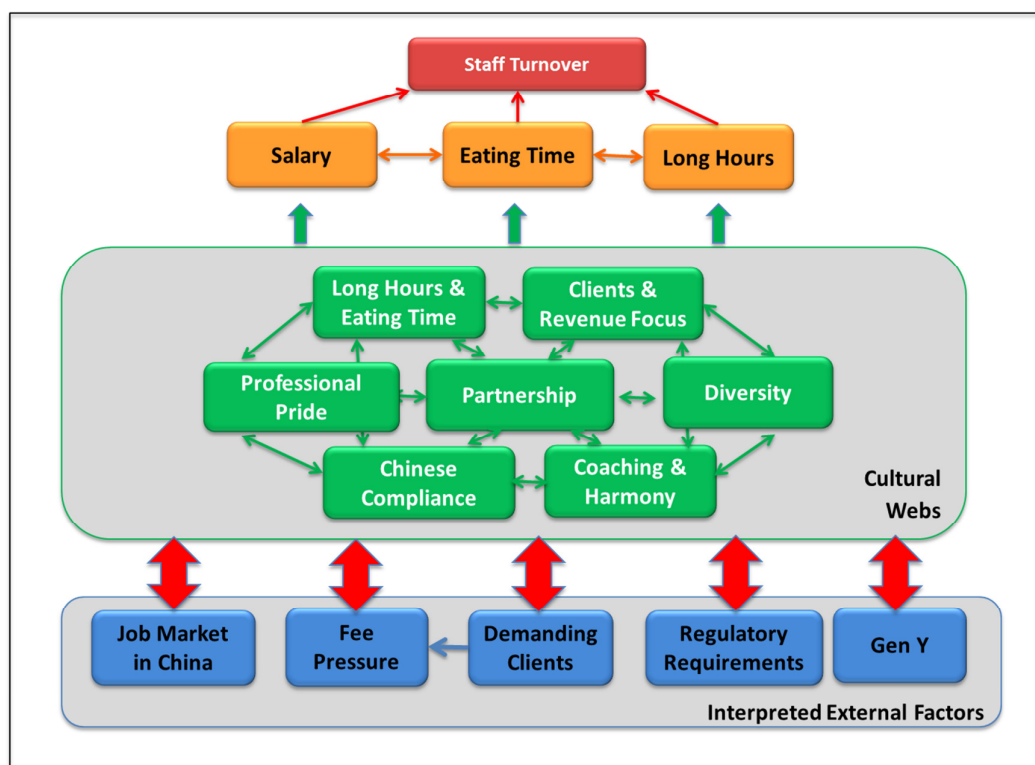 Staff Turnover
Salary
Eating Time
Long Hours
Long Hours &
Eating Time
Clients &
Revenue Focus
Professional
Pride
Partnership
Diversity
Chinese
Compliance
Coaching &
Harmony
Cultural
Webs
Job Market
in China
Fee
Pressure
Demanding
Clients
Regulatory
Requirements
Gen Y
Interpreted External Factors